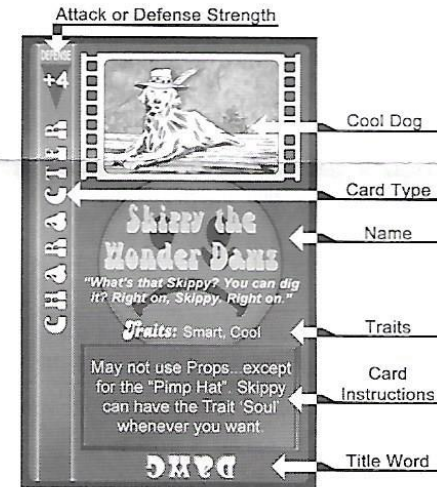 Attack or Defense Strength
DEFENSE
+4
CHARACTER
Cool Dog
Card Type
Skippy the
Wonder Dawg
Name
"What's that Skippy? You can dig
it? Right on, Skippy. Right on."
Traits: Smart, Cool
Traits
May not use Props...except
for the "Pimp Hat". Skippy
can have the Trait 'Soul'
whenever you want.
Card
Instructions
DAWG
Title Word